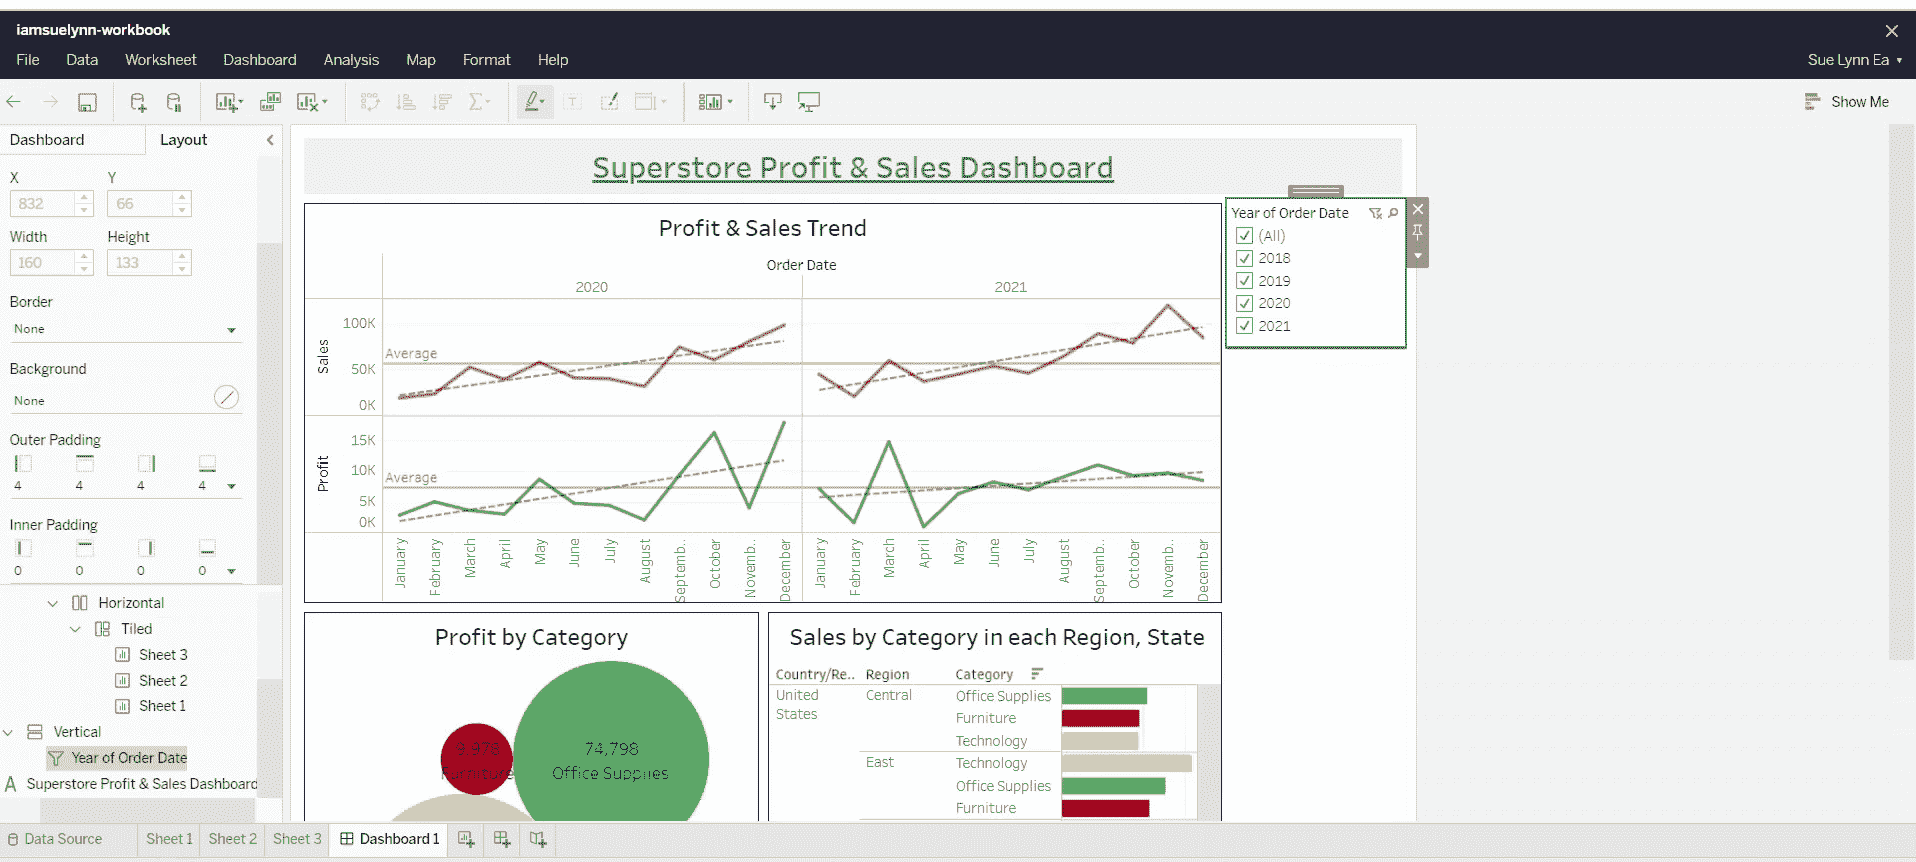 iamsuelynn-workbook
File Data Worksheet Dashboard Analysis Map Format Help
Sue Lynn Ea
Show Me
Dashboard Layout
X Y
832 66
Width Height
160 133
Border
None
Background
None
Outer Padding
4 4 4 4
Inner Padding
0 0 0 0
Horizontal
Tiled
Sheet 3
Sheet 2
Sheet 1
Vertical
Year of Order Date
Superstore Profit & Sales Dashboard
Superstore Profit & Sales Dashboard
Profit & Sales Trend
Order Date
2020 2021
Sales
100K
50K
0K
Average
Profit
15K
10K
5K
0K
Average
January February March April May June July August Septemb.. October Novemb.. December January February March April May June July August Septemb.. October Novemb.. December
Year of Order Date
(All)
2018
2019
2020
2021
Profit by Category
9,978
Furniture
74,798
Office Supplies
Sales by Category in each Region, State
Country/Re.. Region Category
United States Central Office Supplies
Furniture
Technology
East Technology
Office Supplies
Furniture
Data Source Sheet 1 Sheet 2 Sheet 3 Dashboard 1